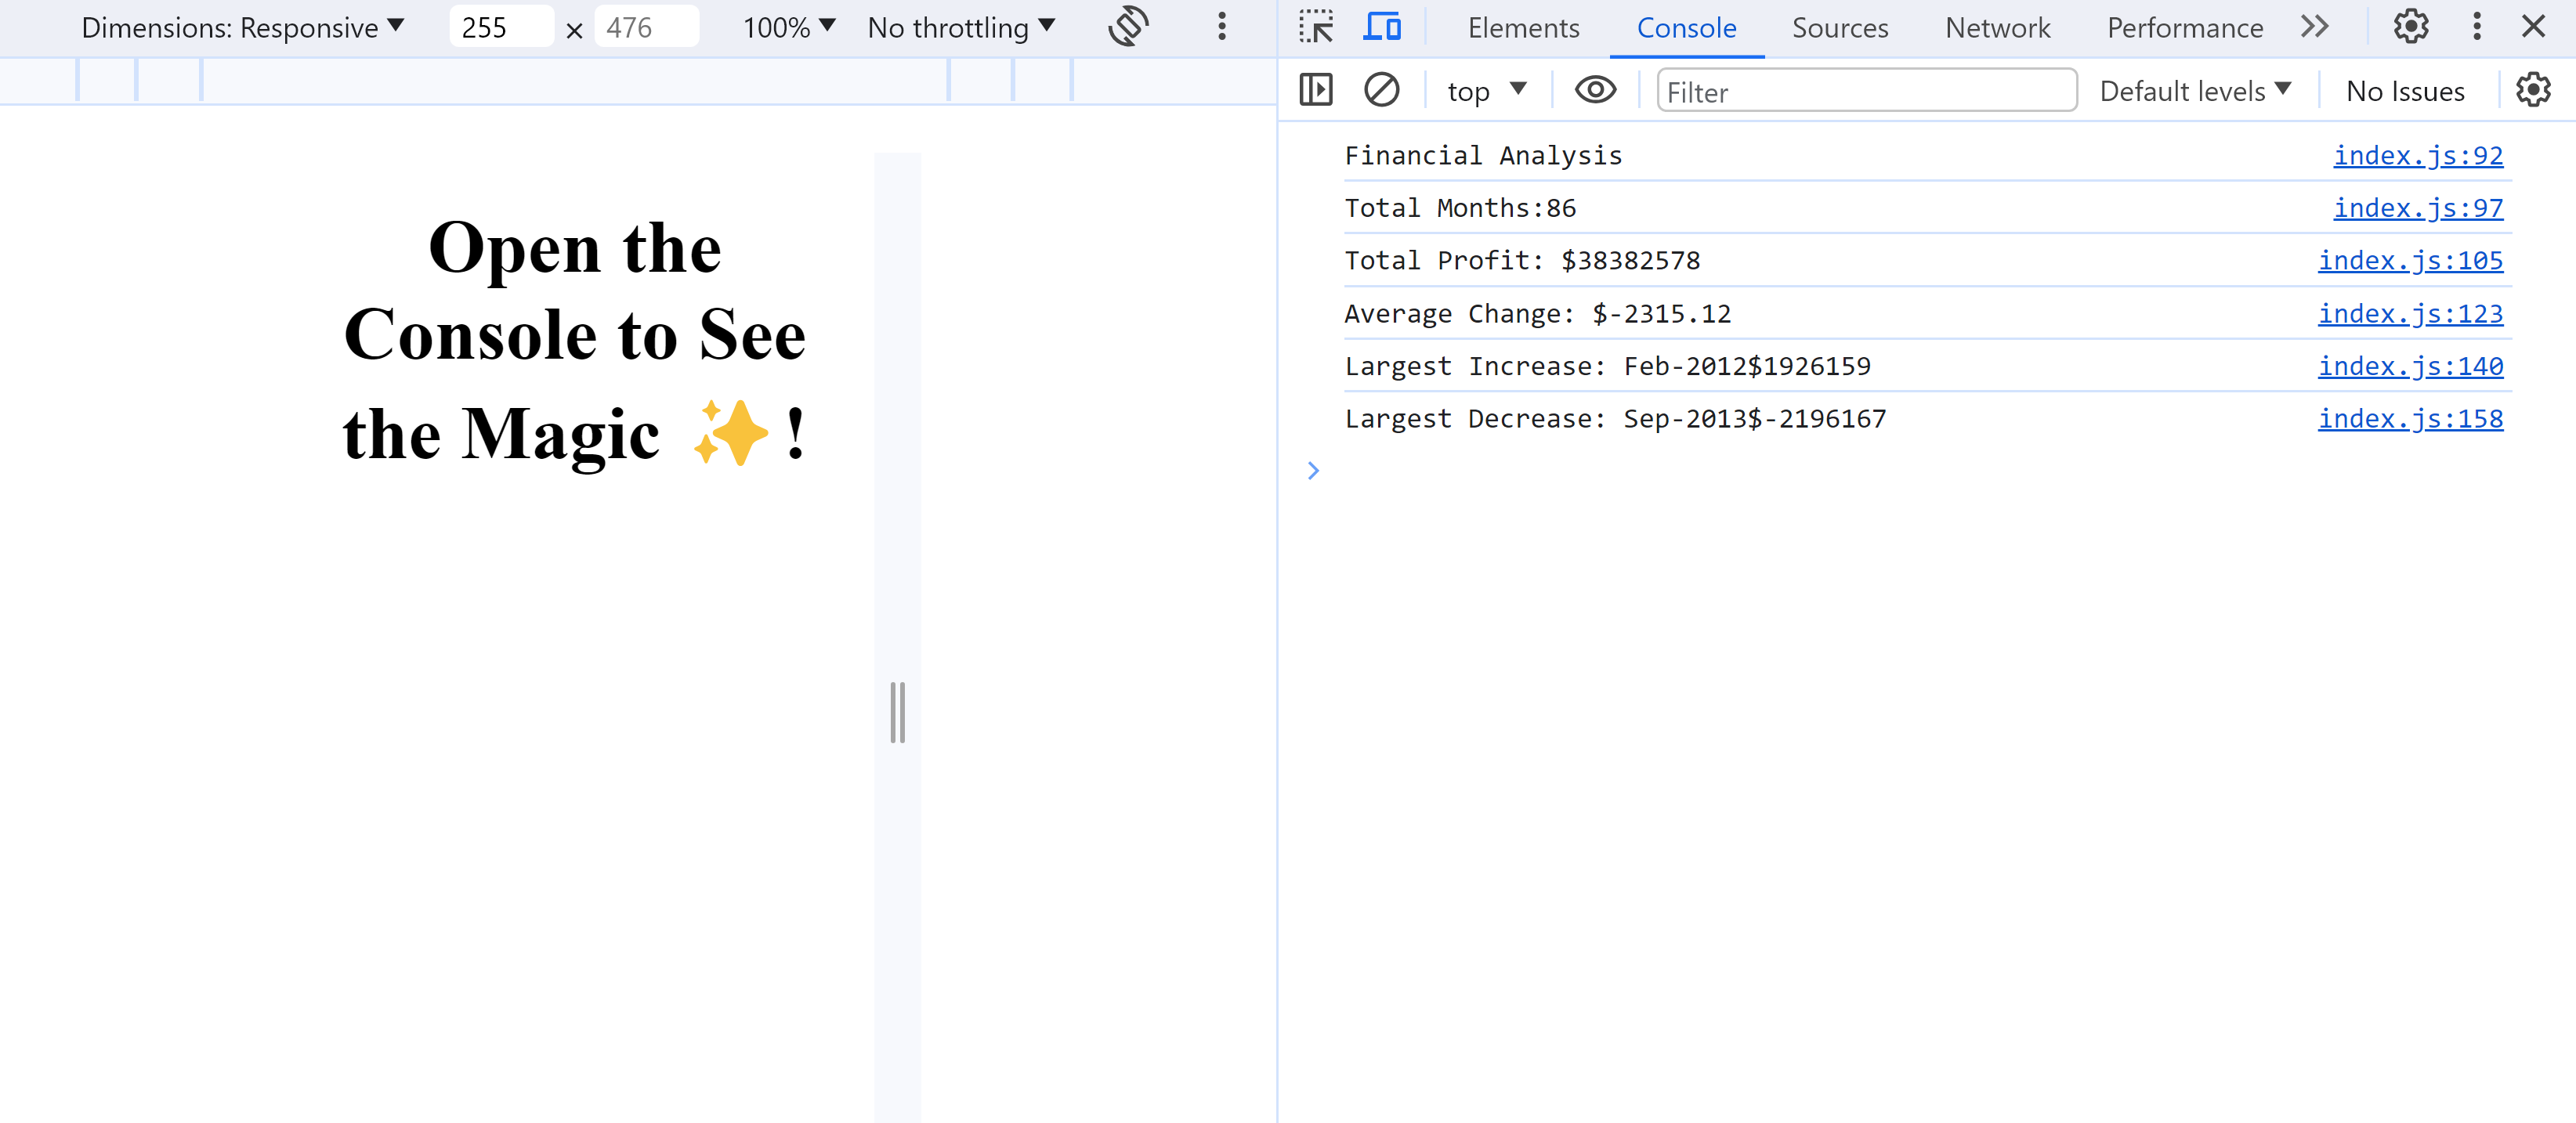 Dimensions: Responsive 255 × 476 100% No throttling
Elements Console Sources Network Performance
top Filter Default levels No Issues
Open the
Console to See
the Magic ✨!
Financial Analysis index.js:92
Total Months:86 index.js:97
Total Profit: $38382578 index.js:105
Average Change: $-2315.12 index.js:123
Largest Increase: Feb-2012$1926159 index.js:140
Largest Decrease: Sep-2013$-2196167 index.js:158